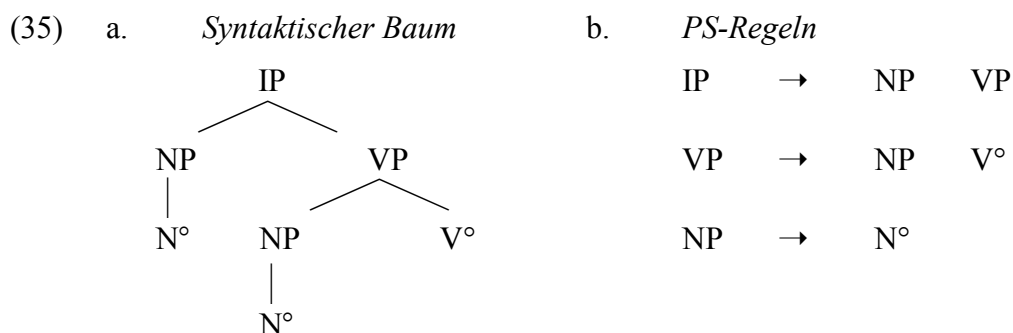 (35) a. Syntaktischer Baum b. PS-Regeln
IP IP → NP VP
NP VP VP → NP V°
N° NP V° NP → N°
N°